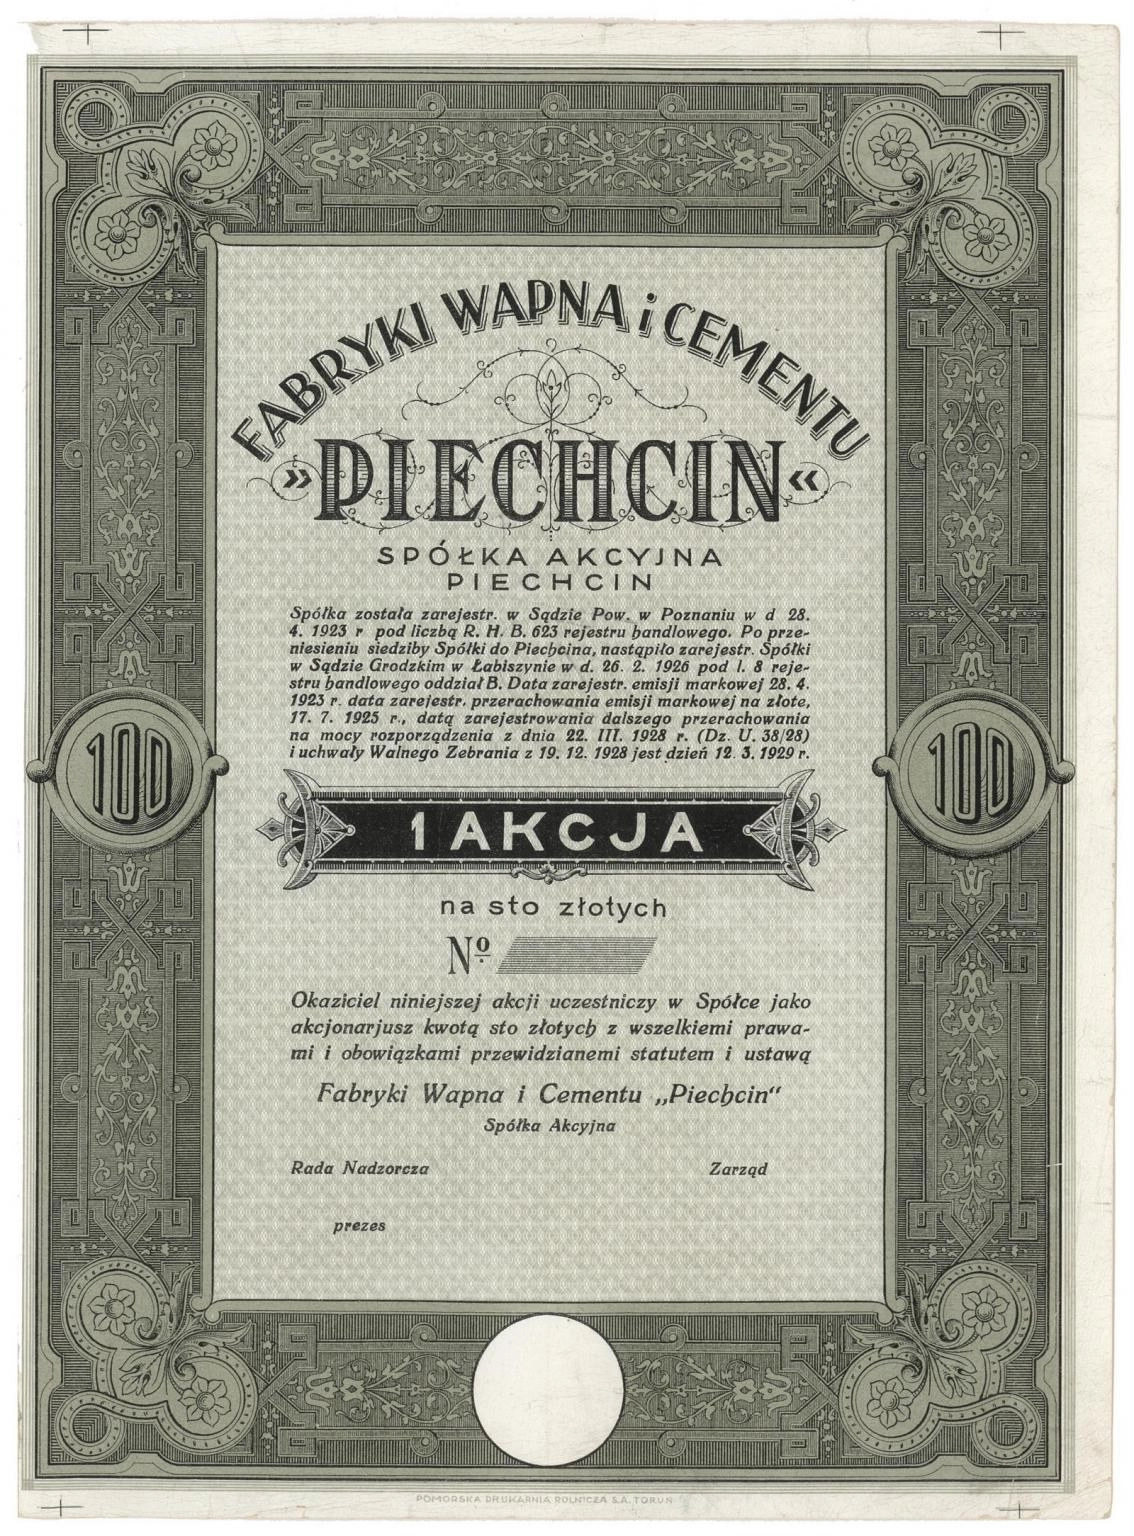 FABRYKI WAPNA i CEMENTU
»PIECHCIN«
SPÓŁKA AKCYJNA
PIECHCIN
Spółka została zarejestr. w Sądzie Pow. w Poznaniu w d 28.
4. 1923 r pod liczbą R. H. B. 623 rejestru handlowego. Po prze-
niesieniu siedziby Spółki do Piechcina, nastąpiło zarejestr. Spółki
w Sądzie Grodzkim w Łabiszynie w d. 26. 2. 1926 pod l. 8 reje-
stru handlowego oddział B. Data zarejestr. emisji markowej 28. 4.
1923 r. data zarejestr. przerachowania emisji markowej na złote,
17. 7. 1925 r., datą zarejestrowania dalszego przerachowania
na mocy rozporządzenia z dnia 22. III. 1928 r. (Dz. U. 38/28)
i uchwały Walnego Zebrania z 19. 12. 1928 jest dzień 12. 3. 1929 r.
100
100
1 AKCJA
na sto złotych
Nº
Okaziciel niniejszej akcji uczestniczy w Spółce jako
akcjonarjusz kwotą sto złotych z wszelkiemi prawa-
mi i obowiązkami przewidzianemi statutem i ustawą
Fabryki Wapna i Cementu „Piechcin“
Spółka Akcyjna
Rada Nadzorcza Zarząd
prezes
POMORSKA DRUKARNIA ROLNICZA S.A. TORUŃ